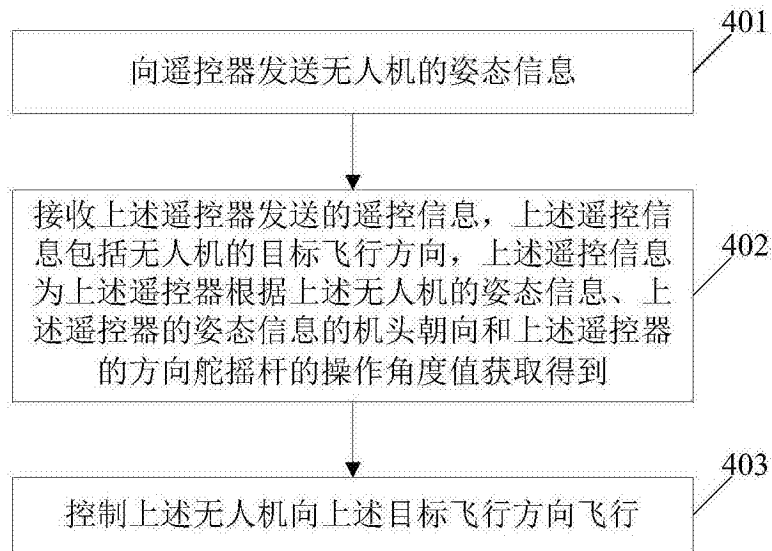 401
向遥控器发送无人机的姿态信息
接收上述遥控器发送的遥控信息，上述遥控信
息包括无人机的目标飞行方向，上述遥控信息
为上述遥控器根据上述无人机的姿态信息、上
述遥控器的姿态信息的机头朝向和上述遥控器
的方向舵摇杆的操作角度值获取得到
402
控制上述无人机向上述目标飞行方向飞行
403